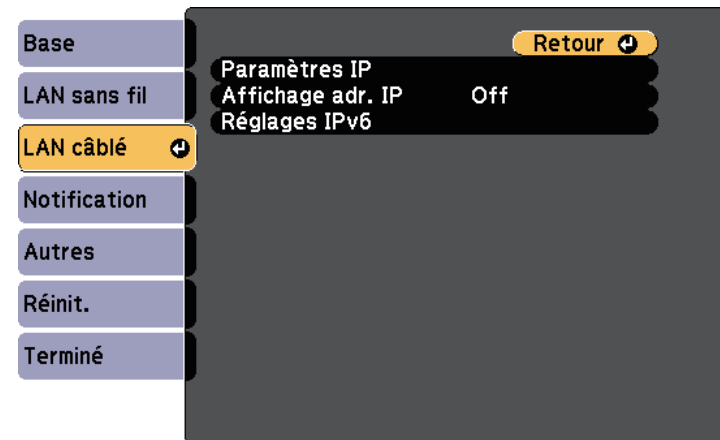 Base
LAN sans fil
LAN câblé
Notification
Autres
Réinit.
Terminé
Retour
Paramètres IP
Affichage adr. IP Off
Réglages IPv6